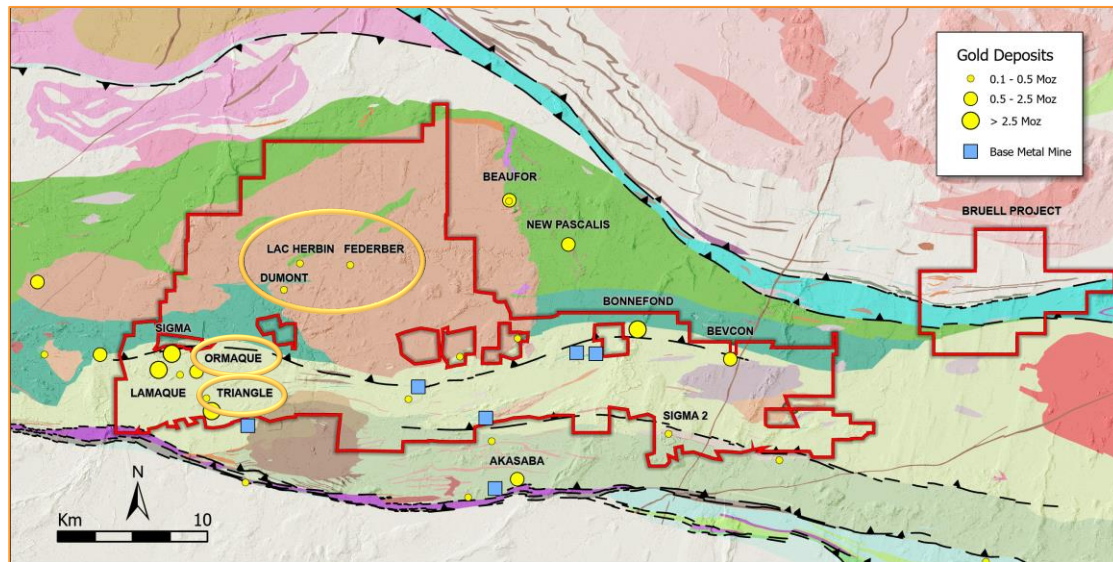 Gold Deposits
0.1 - 0.5 Moz
0.5 - 2.5 Moz
> 2.5 Moz
Base Metal Mine
BEAUFOR
NEW PASCALIS
BRUELL PROJECT
LAC HERBIN
FEDERBER
DUMONT
BONNEFOND
SIGMA
BEVCON
ORMAQUE
LAMAQUE
TRIANGLE
SIGMA 2
AKASABA
N
Km
10